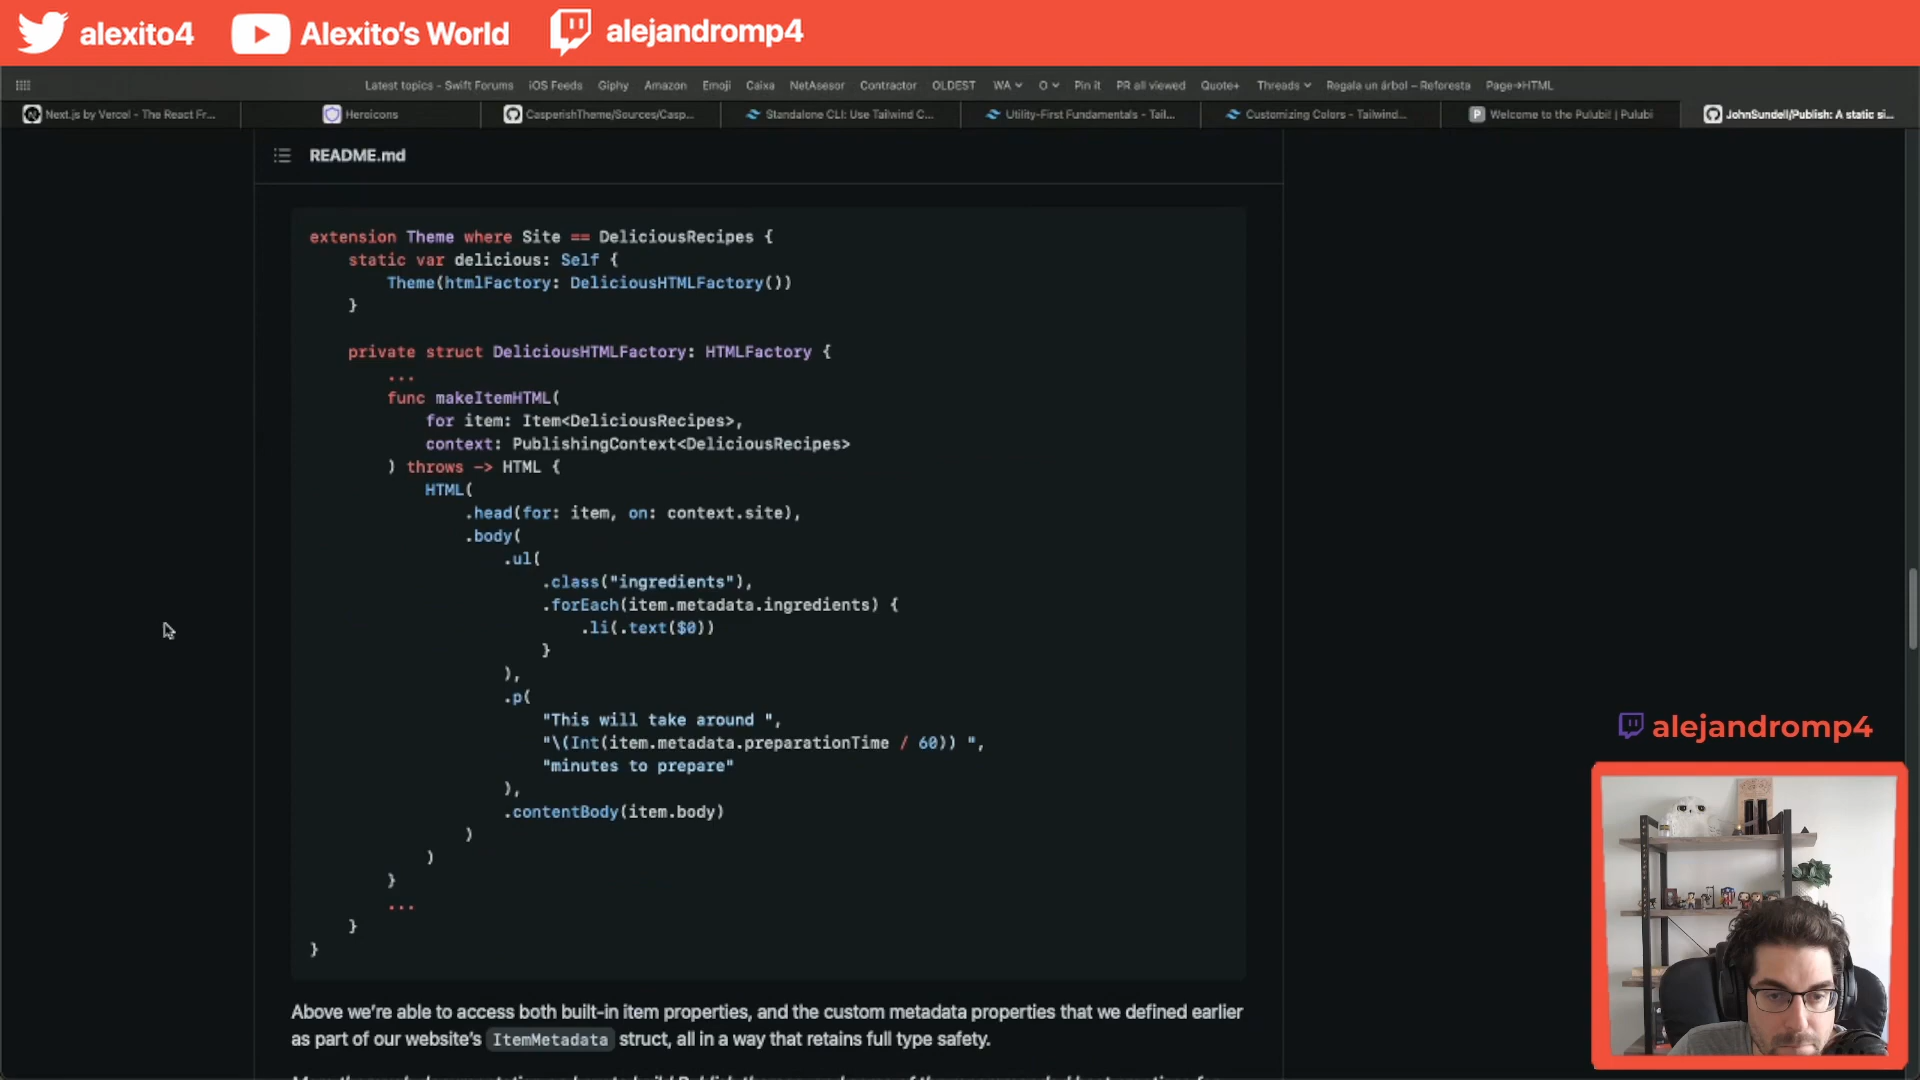 alexito4 Alexito's World alejandromp4
Latest topics - Swift Forums iOS Feeds Giphy Amazon Emoji Caixa NetAsesor Contractor OLDEST WA O Pin it PR all viewed Quote+ Threads Regala un árbol – Reforesta Page→HTML
Next.js by Vercel - The React Fr... Heroicons CasperishTheme/Sources/Casp... Standalone CLI: Use Tailwind C... Utility-First Fundamentals - Tail... Customizing Colors - Tailwind... Welcome to the Pulubi! | Pulubi JohnSundell/Publish: A static si...
README.md
extension Theme where Site == DeliciousRecipes {
static var delicious: Self {
Theme(htmlFactory: DeliciousHTMLFactory())
}
private struct DeliciousHTMLFactory: HTMLFactory {
...
func makeItemHTML(
for item: Item<DeliciousRecipes>,
context: PublishingContext<DeliciousRecipes>
) throws -> HTML {
HTML(
.head(for: item, on: context.site),
.body(
.ul(
.class("ingredients"),
.forEach(item.metadata.ingredients) {
.li(.text($0))
}
),
.p(
"This will take around ",
"\(Int(item.metadata.preparationTime / 60)) ",
"minutes to prepare"
),
.contentBody(item.body)
)
)
}
...
}
}
Above we're able to access both built-in item properties, and the custom metadata properties that we defined earlier
as part of our website's ItemMetadata struct, all in a way that retains full type safety.
alejandromp4